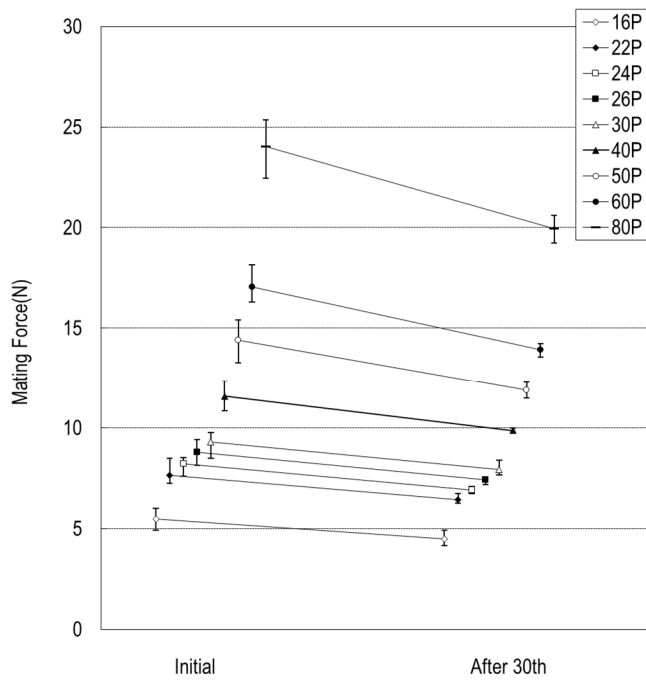 30
25
20
15
10
5
0
Mating Force(N)
Initial
After 30th
16P
22P
24P
26P
30P
40P
50P
60P
80P